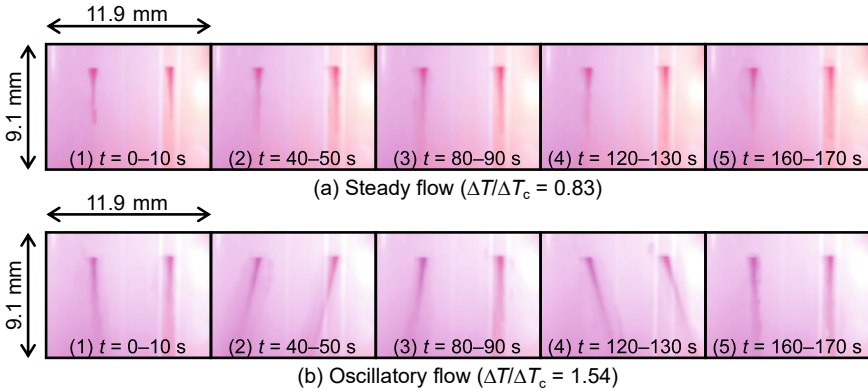 11.9 mm
9.1 mm
(1) t = 0–10 s
(2) t = 40–50 s
(3) t = 80–90 s
(4) t = 120–130 s
(5) t = 160–170 s
(a) Steady flow (ΔT/ΔTc = 0.83)
11.9 mm
9.1 mm
(1) t = 0–10 s
(2) t = 40–50 s
(3) t = 80–90 s
(4) t = 120–130 s
(5) t = 160–170 s
(b) Oscillatory flow (ΔT/ΔTc = 1.54)